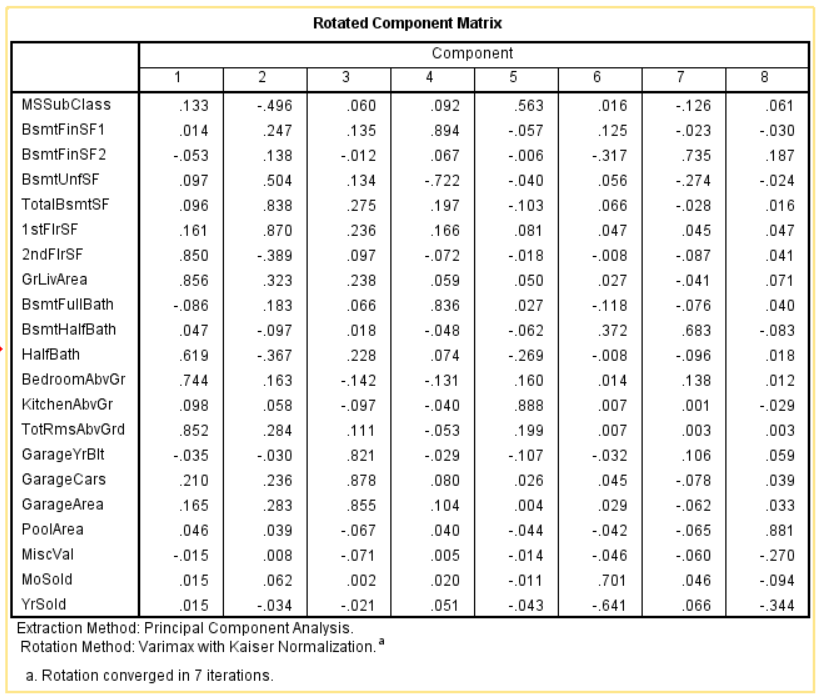 Rotated Component Matrix
Component
1 2 3 4 5 6 7 8
MSSubClass .133 -.496 .060 .092 .563 .016 -.126 .061
BsmtFinSF1 .014 .247 .135 .894 -.057 .125 -.023 -.030
BsmtFinSF2 -.053 .138 -.012 .067 -.006 -.317 .735 .187
BsmtUnfSF .097 .504 .134 -.722 -.040 .056 -.274 -.024
TotalBsmtSF .096 .838 .275 .197 -.103 .066 -.028 .016
1stFlrSF .161 .870 .236 .166 .081 .047 .045 .047
2ndFlrSF .850 -.389 .097 -.072 -.018 -.008 -.087 .041
GrLivArea .856 .323 .238 .059 .050 .027 -.041 .071
BsmtFullBath -.086 .183 .066 .836 .027 -.118 -.076 .040
BsmtHalfBath .047 -.097 .018 -.048 -.062 .372 .683 -.083
HalfBath .619 -.367 .228 .074 -.269 -.008 -.096 .018
BedroomAbvGr .744 .163 -.142 -.131 .160 .014 .138 .012
KitchenAbvGr .098 .058 -.097 -.040 .888 .007 .001 -.029
TotRmsAbvGrd .852 .284 .111 -.053 .199 .007 .003 .003
GarageYrBlt -.035 -.030 .821 -.029 -.107 -.032 .106 .059
GarageCars .210 .236 .878 .080 .026 .045 -.078 .039
GarageArea .165 .283 .855 .104 .004 .029 -.062 .033
PoolArea .046 .039 -.067 .040 -.044 -.042 -.065 .881
MiscVal -.015 .008 -.071 .005 -.014 -.046 -.060 -.270
MoSold .015 .062 .002 .020 -.011 .701 .046 -.094
YrSold .015 -.034 -.021 .051 -.043 -.641 .066 -.344
Extraction Method: Principal Component Analysis.
Rotation Method: Varimax with Kaiser Normalization.a
a. Rotation converged in 7 iterations.